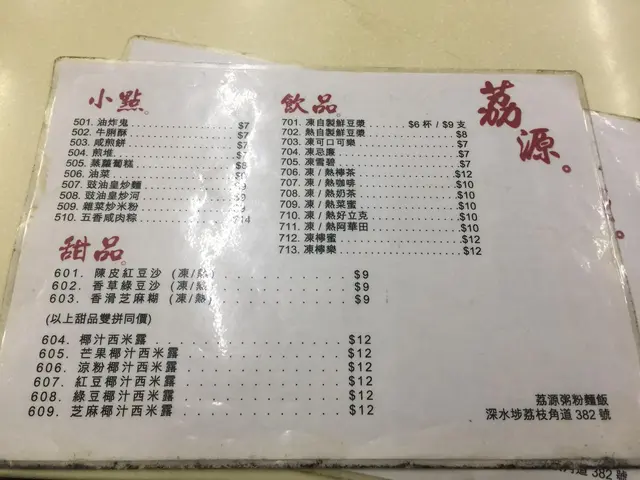 小點。
501. 油炸鬼 $7
502. 牛脷酥 $7
503. 咸煎餅 $7
504. 煎堆 $7
505. 蒸蘿蔔糕 $8
506. 油菜
507. 豉油皇炒麵 $9
508. 豉油皇炒河 $9
509. 雜菜炒米粉
510. 五香咸肉粽
飲品。
701. 凍自製鮮豆漿 $6 杯 / $9 支
702. 熱自製鮮豆漿 $8
703. 凍可口可樂 $7
704. 凍忌廉 $7
705. 凍雪碧 $7
706. 凍 / 熱檸茶 $12
707. 凍 / 熱咖啡 $10
708. 凍 / 熱奶茶 $10
709. 凍 / 熱菜蜜 $10
710. 凍 / 熱好立克 $10
711. 凍 / 熱阿華田 $10
712. 凍檸蜜 $12
713. 凍檸樂 $12
甜品。
601. 陳皮紅豆沙 (凍/熱) $9
602. 香草綠豆沙 (凍/熱) $9
603. 香滑芝麻糊 (凍/熱) $9
(以上甜品雙拼同價)
604. 椰汁西米露 $12
605. 芒果椰汁西米露 $12
606. 涼粉椰汁西米露 $12
607. 紅豆椰汁西米露 $12
608. 綠豆椰汁西米露 $12
609. 芝麻椰汁西米露 $12
荔源。
荔源粥粉麵飯
深水埗荔枝角道 382 號
道 382 號